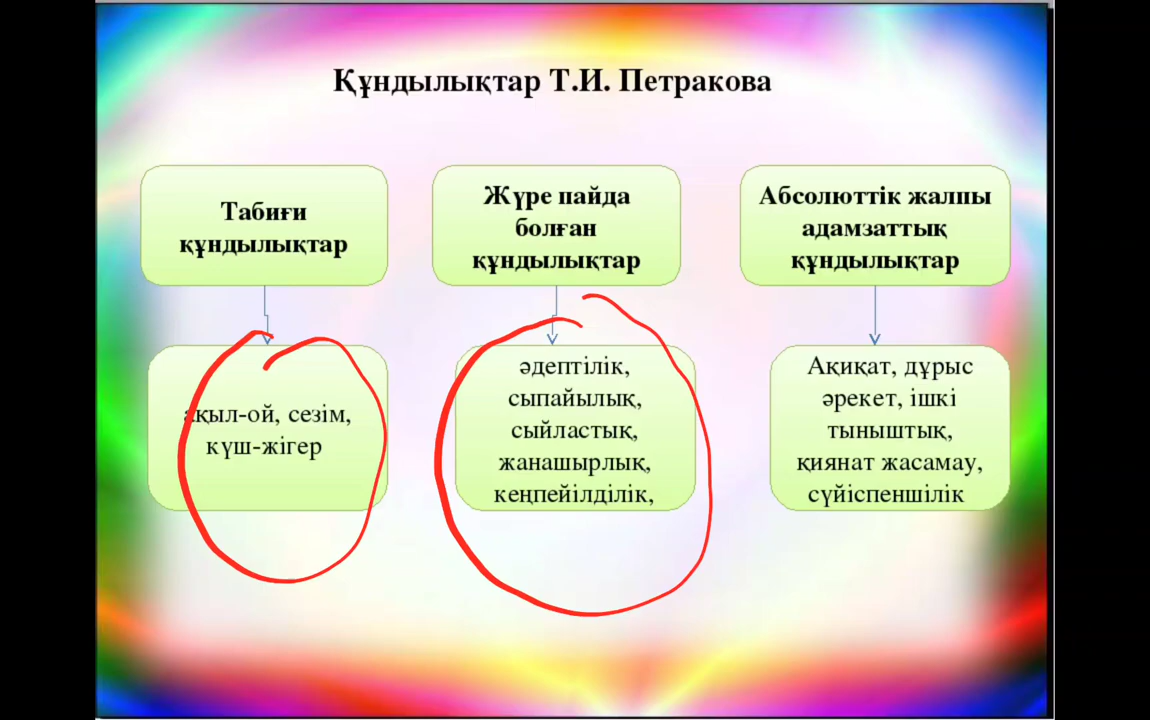 Құндылықтар Т.И. Петракова
Табиғи
құндылықтар
ақыл-ой, сезім,
күш-жігер
Жүре пайда
болған
құндылықтар
әдептілік,
сыпайылық,
сыйластық,
жанашырлық,
кеңпейілділік,
Абсолюттік жалпы
адамзаттық
құндылықтар
Ақиқат, дұрыс
әрекет, ішкі
тыныштық,
қиянат жасамау,
сүйіспеншілік